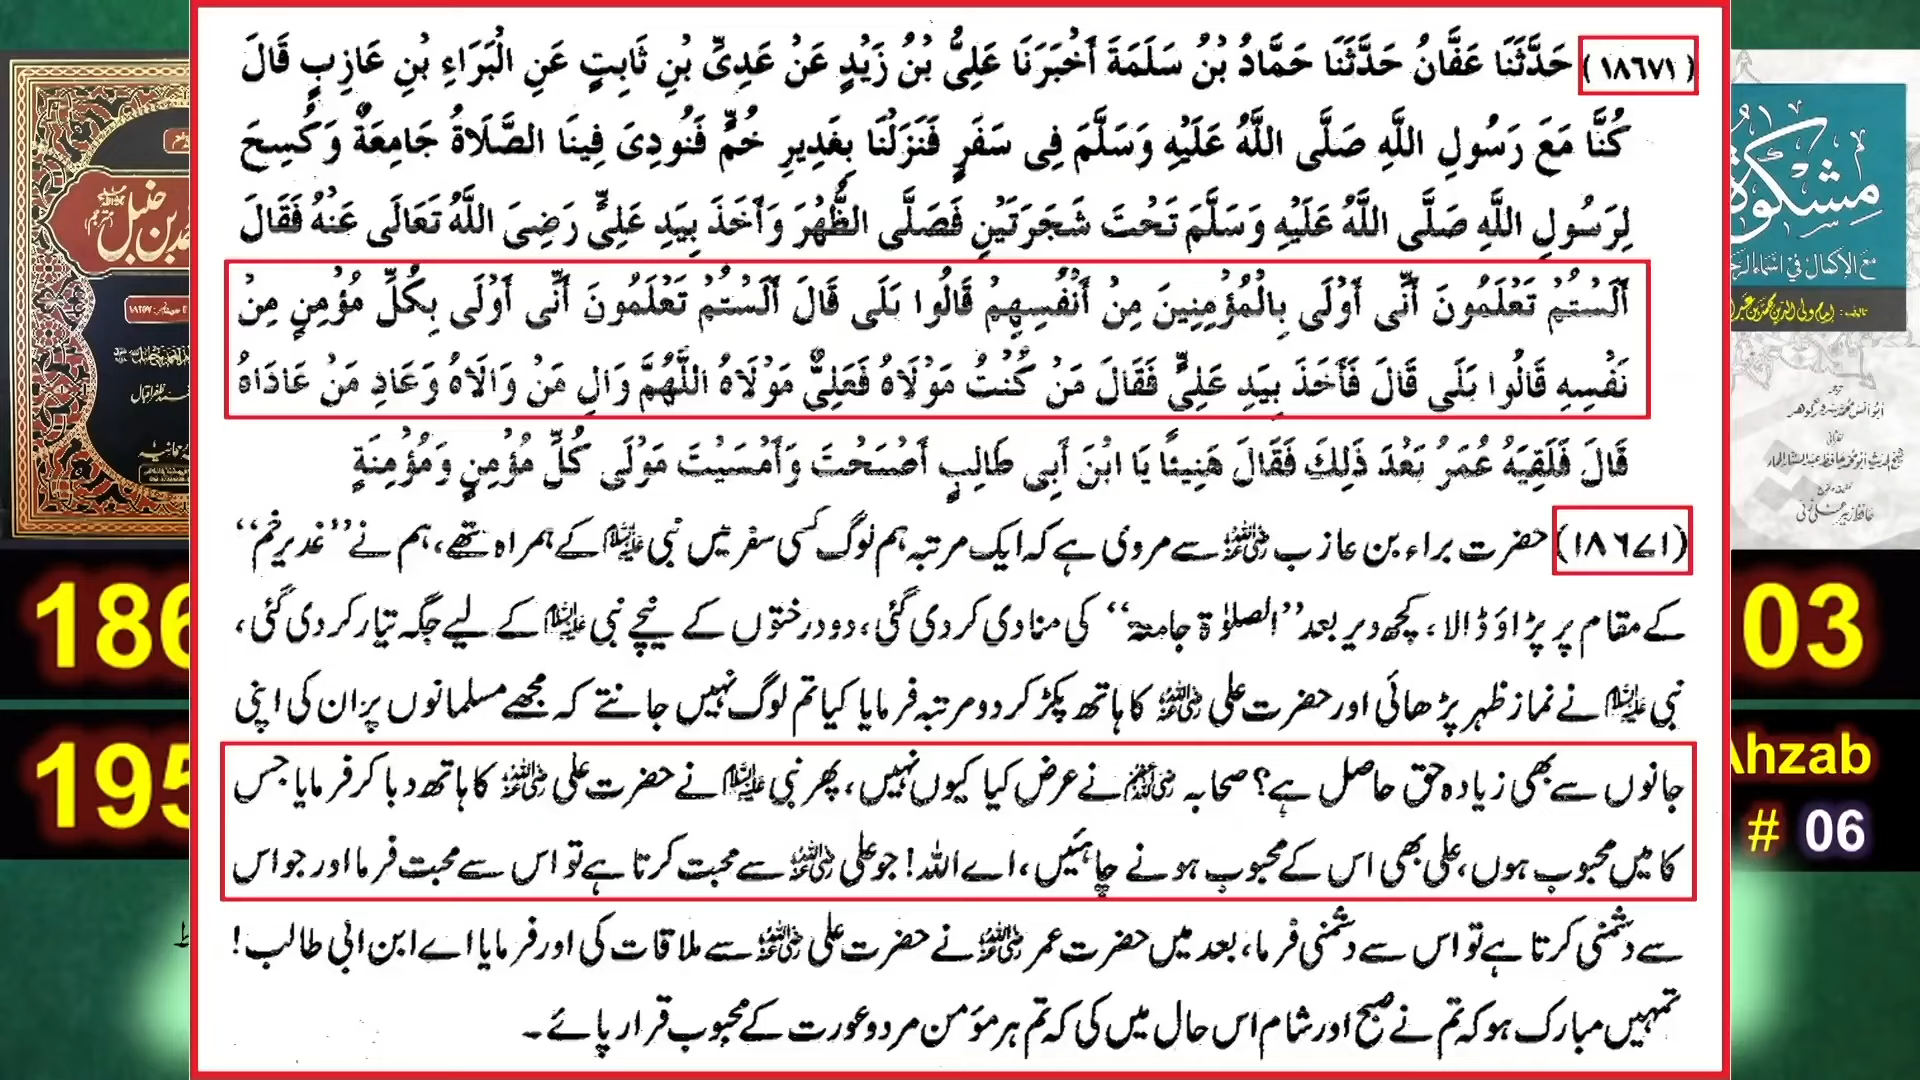 (١٨٦٧١) حَدَّثَنَا عَفَّانُ حَدَّثَنَا حَمَّادُ بْنُ سَلَمَةَ أَخْبَرَنَا عَلِيُّ بْنُ زَيْدٍ عَنْ عَدِيِّ بْنِ ثَابِتٍ عَنِ الْبَرَاءِ بْنِ عَازِبٍ قَالَ
كُنَّا مَعَ رَسُولِ اللَّهِ صَلَّى اللَّهُ عَلَيْهِ وَسَلَّمَ فِي سَفَرٍ فَنَزَلْنَا بِغَدِيرِ خُمٍّ فَنُودِيَ فِينَا الصَّلَاةُ جَامِعَةٌ وَكُسِحَ
لِرَسُولِ اللَّهِ صَلَّى اللَّهُ عَلَيْهِ وَسَلَّمَ تَحْتَ شَجَرَتَيْنِ فَصَلَّى الظُّهْرَ وَأَخَذَ بِيَدِ عَلِيٍّ رَضِيَ اللَّهُ تَعَالَى عَنْهُ فَقَالَ
أَلَسْتُمْ تَعْلَمُونَ أَنِّي أَوْلَى بِالْمُؤْمِنِينَ مِنْ أَنْفُسِهِمْ قَالُوا بَلَى قَالَ أَلَسْتُمْ تَعْلَمُونَ أَنِّي أَوْلَى بِكُلِّ مُؤْمِنٍ مِنْ
نَفْسِهِ قَالُوا بَلَى قَالَ فَأَخَذَ بِيَدِ عَلِيٍّ فَقَالَ مَنْ كُنْتُ مَوْلَاهُ فَعَلِيٌّ مَوْلَاهُ اللَّهُمَّ وَالِ مَنْ وَالَاهُ وَعَادِ مَنْ عَادَاهُ
قَالَ فَلَقِيَهُ عُمَرُ بَعْدَ ذَلِكَ فَقَالَ هَنِيئًا يَا ابْنَ أَبِي طَالِبٍ أَصْبَحْتَ وَأَمْسَيْتَ مَوْلَى كُلِّ مُؤْمِنٍ وَمُؤْمِنَةٍ
(١٨٦٧١) حضرت براء بن عازب رضی اللہ عنہ سے مروی ہے کہ ایک مرتبہ ہم لوگ کسی سفر میں نبی علیہ السلام کے ہمراہ تھے، ہم نے ’’غدیر خم‘‘
کے مقام پر پڑاؤ ڈالا، کچھ دیر بعد ’’الصلوٰۃ جامعۃ‘‘ کی منادی کر دی گئی، دو درختوں کے نیچے نبی علیہ السلام کے لیے جگہ تیار کر دی گئی،
نبی علیہ السلام نے نماز ظہر پڑھائی اور حضرت علی رضی اللہ عنہ کا ہاتھ پکڑ کر دو مرتبہ فرمایا کیا تم لوگ نہیں جانتے کہ مجھے مسلمانوں پر ان کی اپنی
جانوں سے بھی زیادہ حق حاصل ہے؟ صحابہ رضی اللہ عنہم نے عرض کیا کیوں نہیں، پھر نبی علیہ السلام نے حضرت علی رضی اللہ عنہ کا ہاتھ دبا کر فرمایا جس
کا میں محبوب ہوں، علی بھی اس کے محبوب ہونے چاہئیں، اے اللہ! جو علی رضی اللہ عنہ سے محبت کرتا ہے تو اس سے محبت فرما اور جو اس
سے دشمنی کرتا ہے تو اس سے دشمنی فرما، بعد میں حضرت عمر رضی اللہ عنہ نے حضرت علی رضی اللہ عنہ سے ملاقات کی اور فرمایا اے ابن ابی طالب!
تمہیں مبارک ہو کہ تم نے صبح اور شام اس حال میں کی کہ تم ہر مؤمن مرد و عورت کے محبوب قرار پائے۔
مشکوٰۃ
مع الإكمال في أسماء الرجا
بن حنبل
186
195
03
Ahzab
# 06